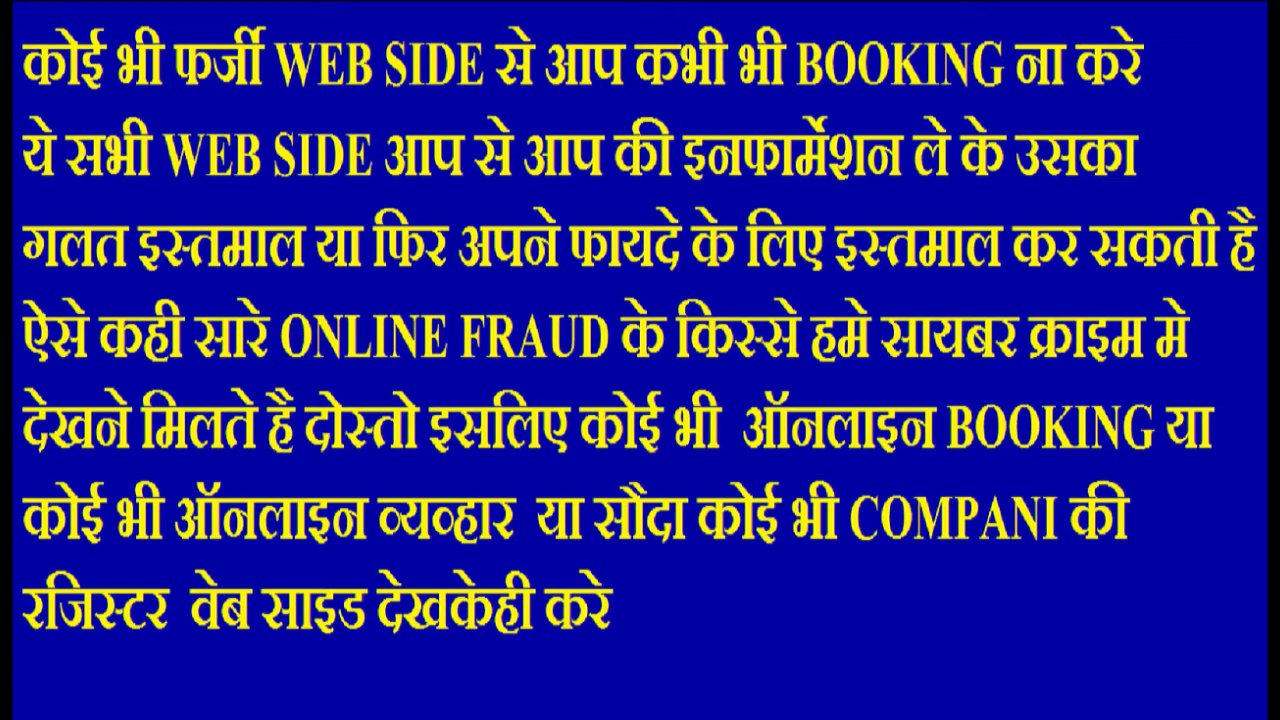 कोई भी फर्जी WEB SIDE से आप कभी भी BOOKING ना करे
ये सभी WEB SIDE आप से आप की इनफार्मेशन ले के उसका
गलत इस्तमाल या फिर अपने फायदे के लिए इस्तमाल कर सकती है
ऐसे कही सारे ONLINE FRAUD के किस्से हमे सायबर क्राइम मे
देखने मिलते है दोस्तो इसलिए कोई भी ऑनलाइन BOOKING या
कोई भी ऑनलाइन व्यव्हार या सौदा कोई भी COMPANI की
रजिस्टर वेब साइड देखकेही करे